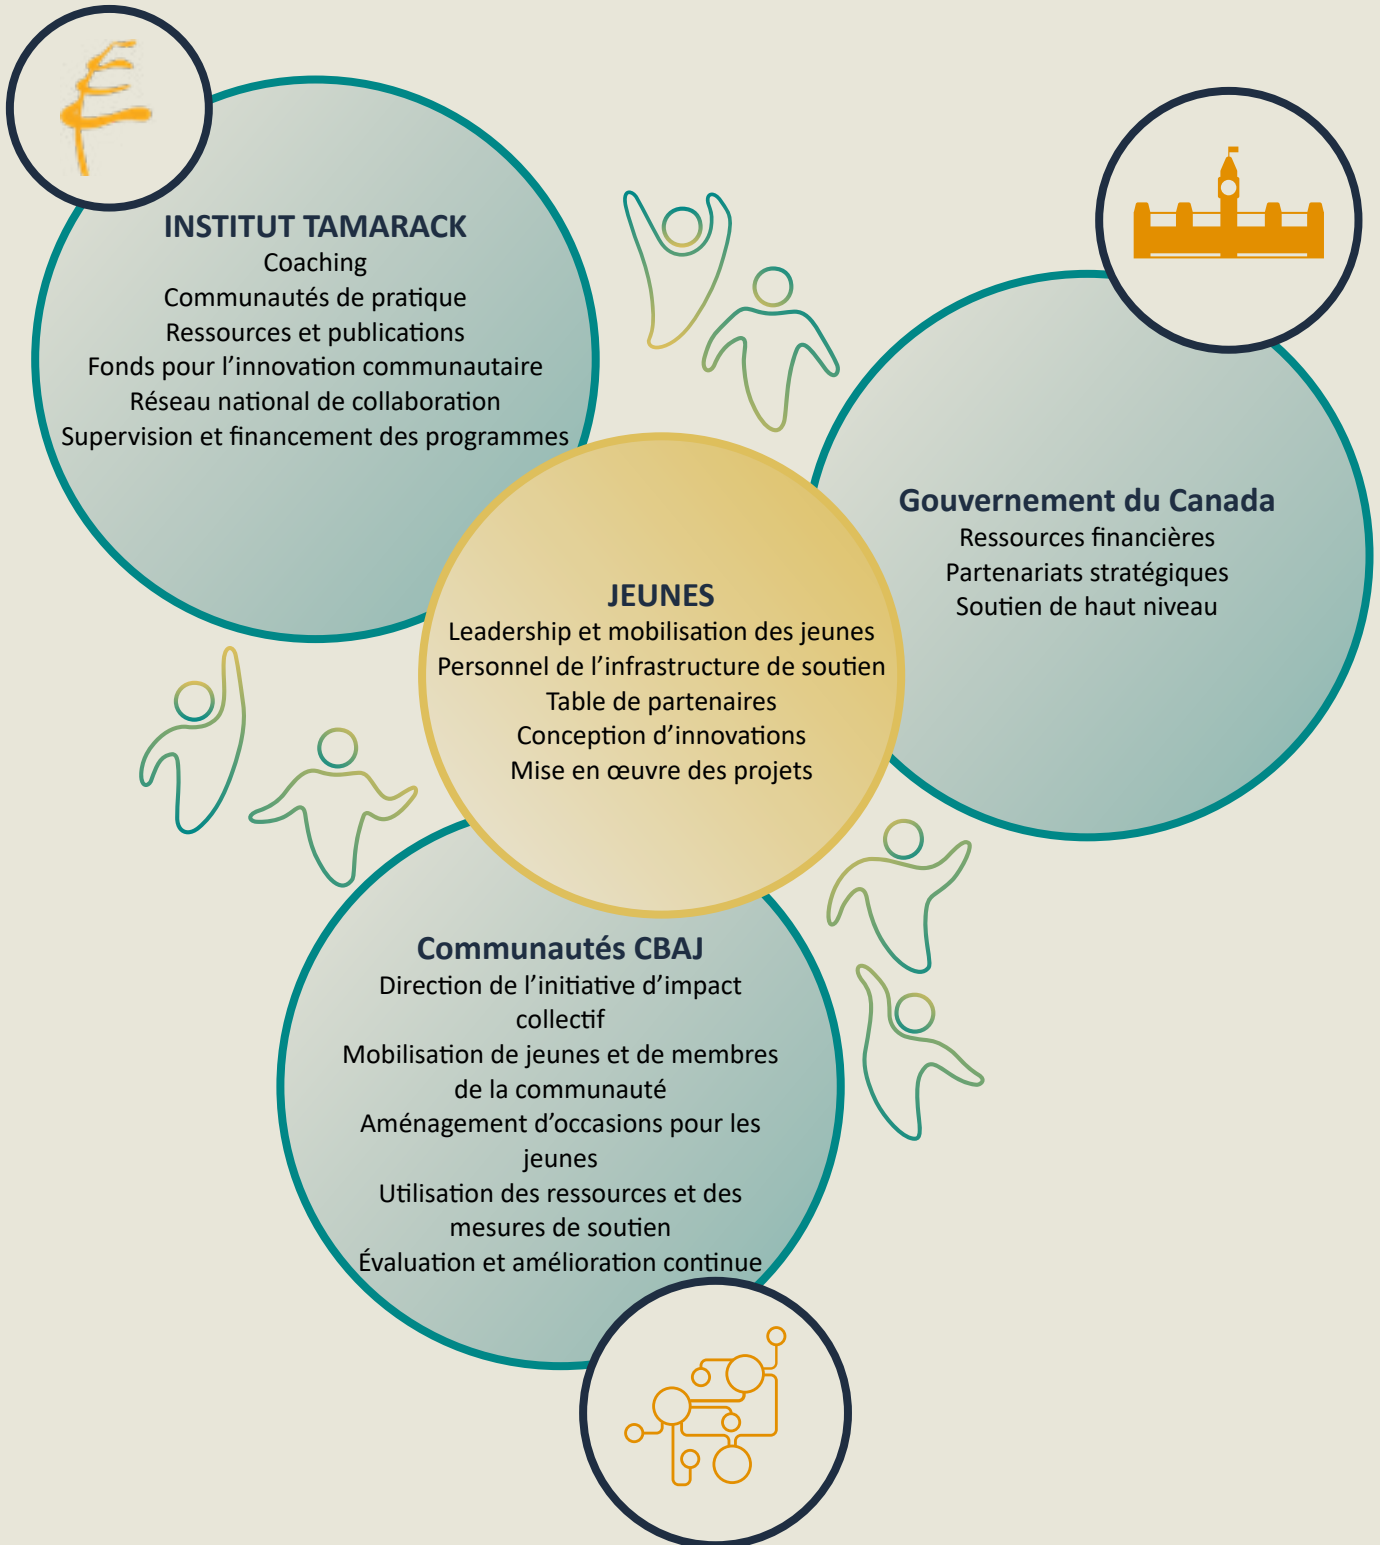 INSTITUT TAMARACK
Coaching
Communautés de pratique
Ressources et publications
Fonds pour l’innovation communautaire
Réseau national de collaboration
Supervision et financement des programmes
Gouvernement du Canada
Ressources financières
Partenariats stratégiques
Soutien de haut niveau
JEUNES
Leadership et mobilisation des jeunes
Personnel de l’infrastructure de soutien
Table de partenaires
Conception d’innovations
Mise en œuvre des projets
Communautés CBAJ
Direction de l’initiative d’impact
collectif
Mobilisation de jeunes et de membres
de la communauté
Aménagement d’occasions pour les
jeunes
Utilisation des ressources et des
mesures de soutien
Évaluation et amélioration continue